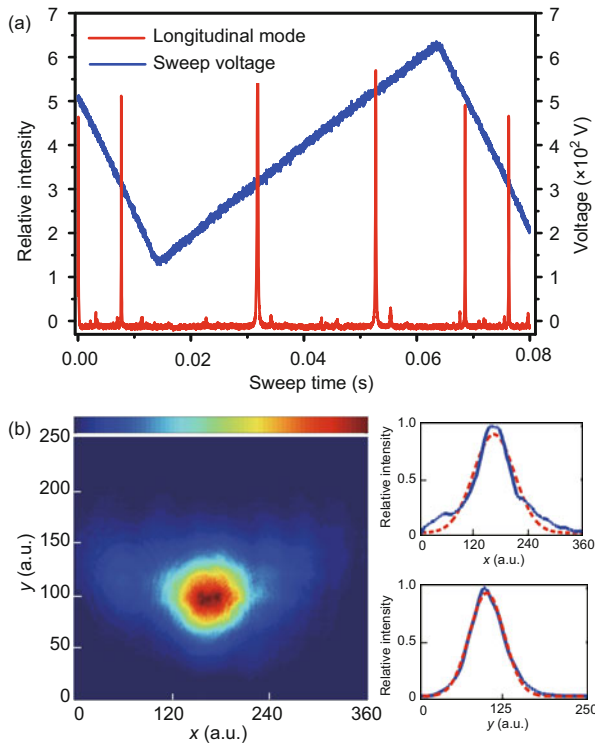 (a)
Longitudinal mode
Sweep voltage
Relative intensity
7
6
5
4
3
2
1
0
7
6
5
4
3
2
1
0
Voltage (×10² V)
0.00 0.02 0.04 0.06 0.08
Sweep time (s)
(b)
250
200
150
100
50
0
y (a.u.)
120 240 360
x (a.u.)
Relative intensity
1.0
0.5
0
0 120 240 360
x (a.u.)
Relative intensity
1.0
0.5
0
0 125 250
y (a.u.)